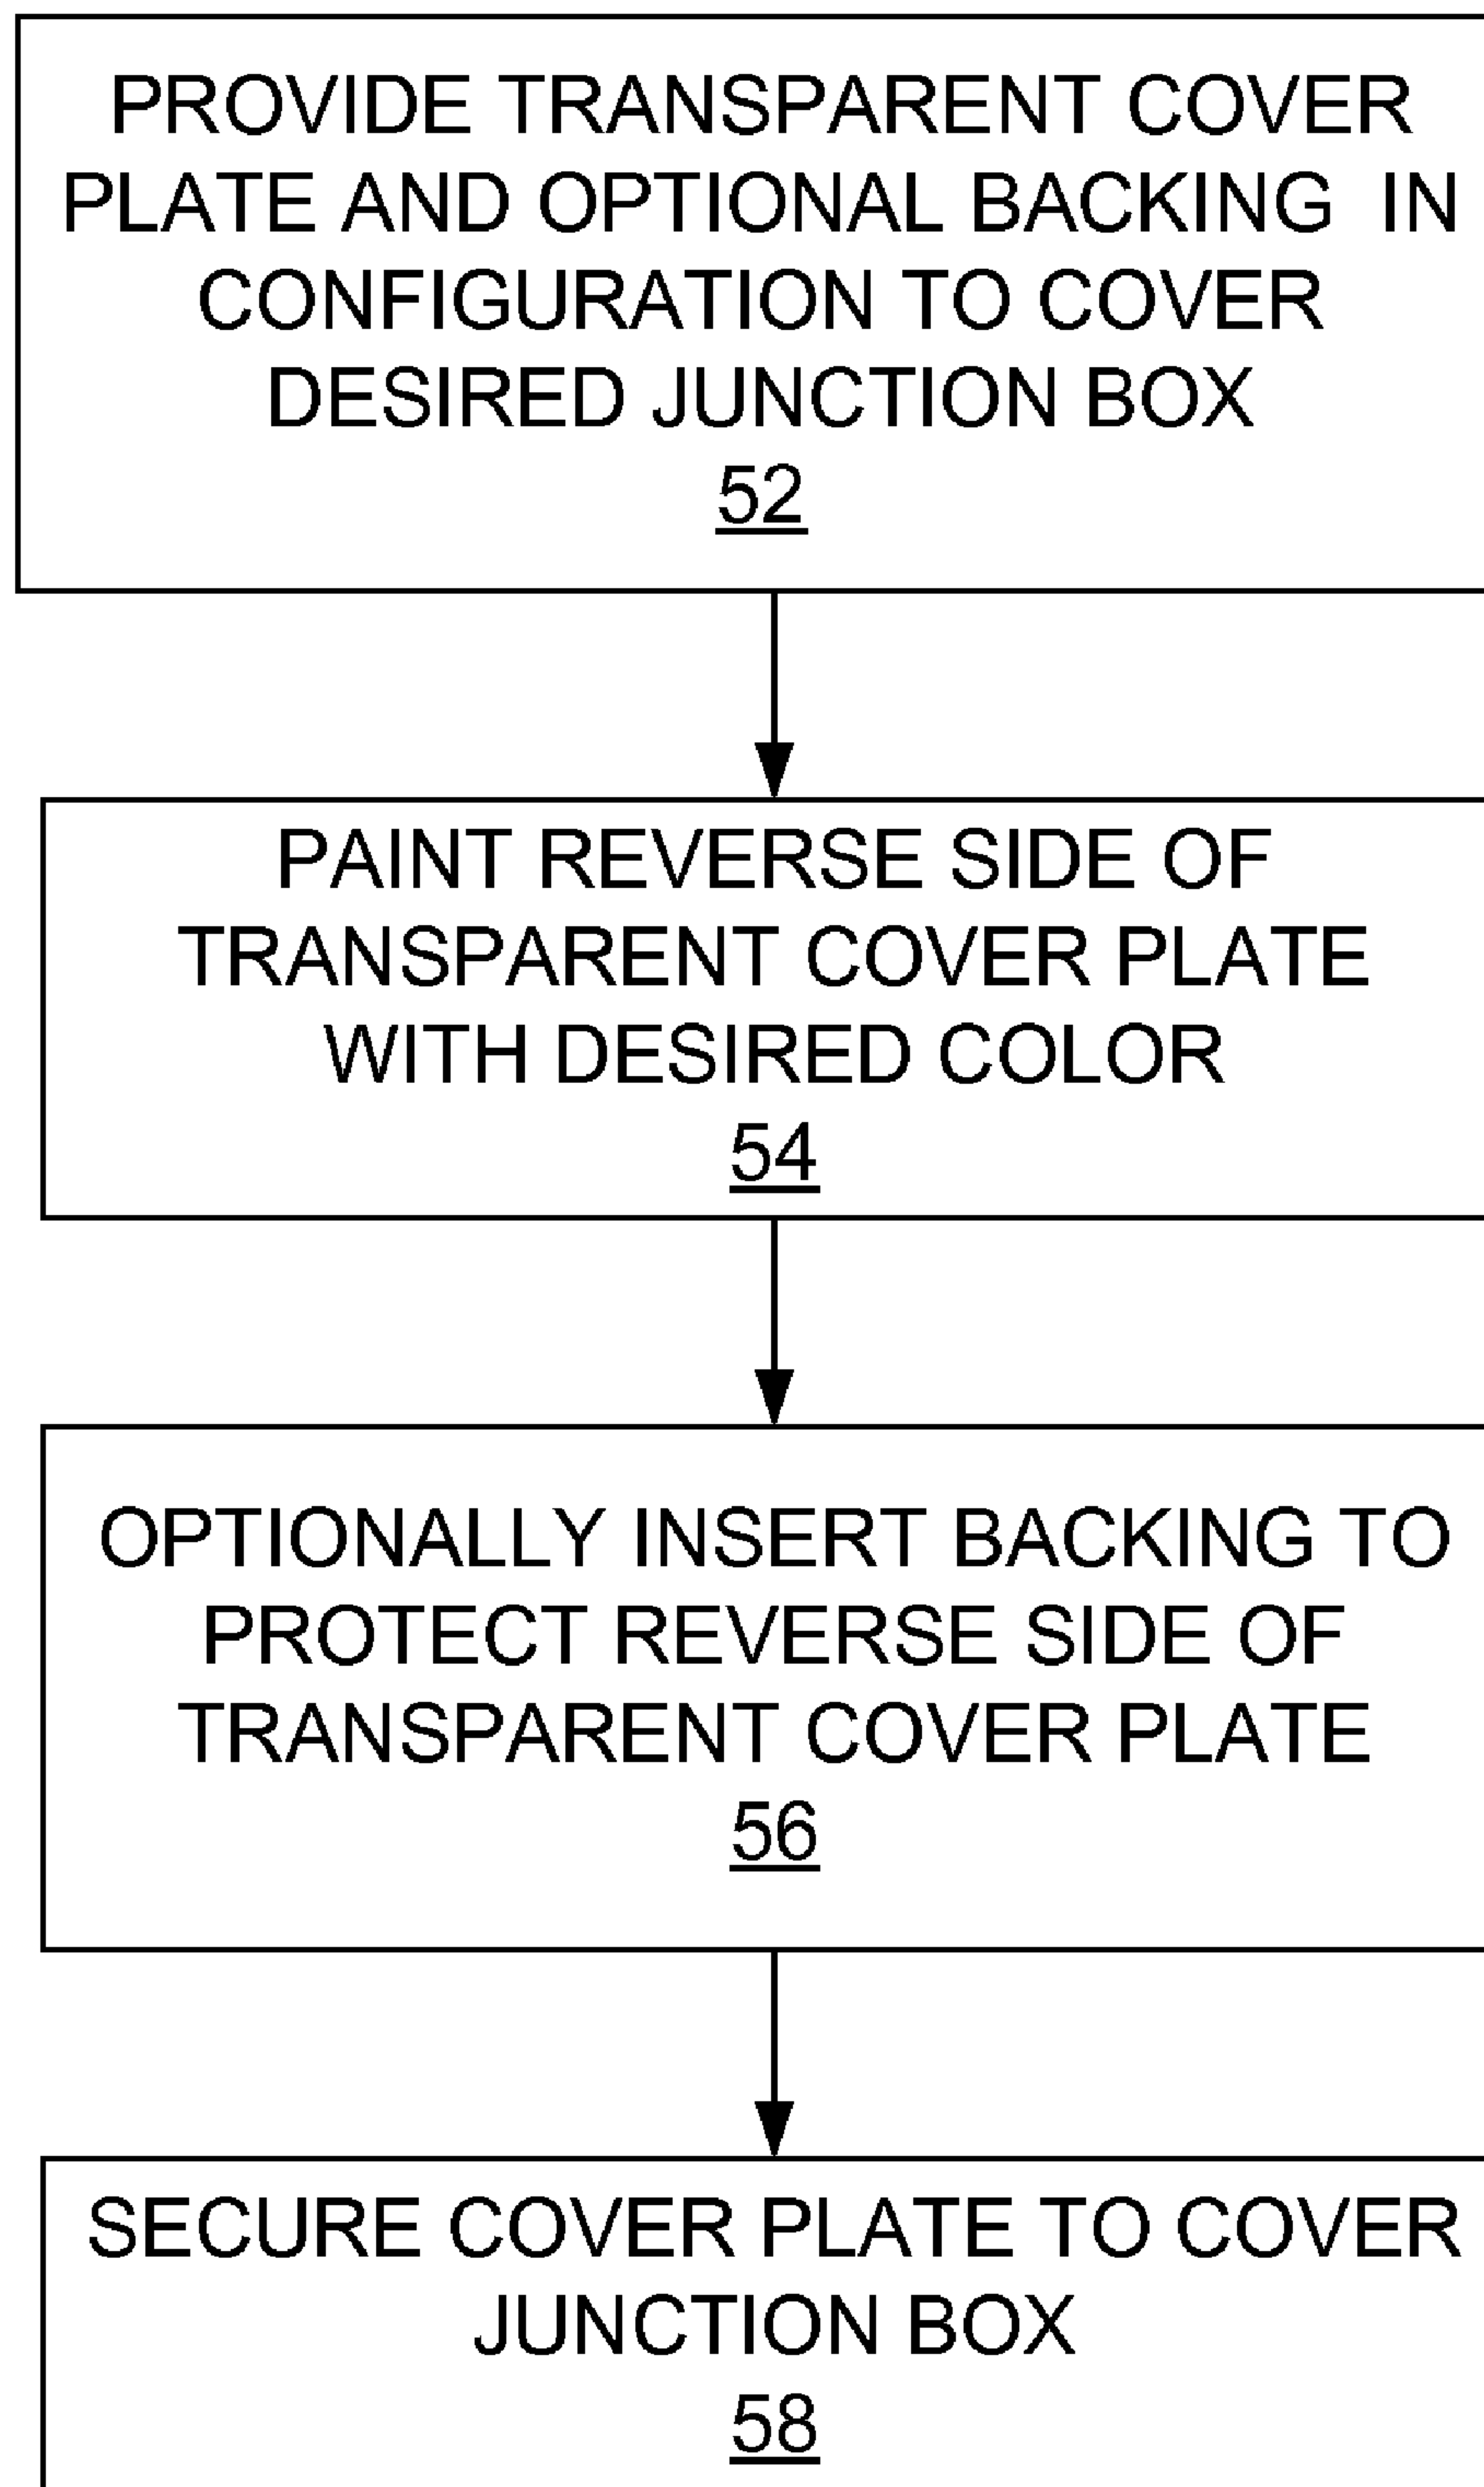 PROVIDE TRANSPARENT COVER
PLATE AND OPTIONAL BACKING IN
CONFIGURATION TO COVER
DESIRED JUNCTION BOX
52
PAINT REVERSE SIDE OF
TRANSPARENT COVER PLATE
WITH DESIRED COLOR
54
OPTIONALLY INSERT BACKING TO
PROTECT REVERSE SIDE OF
TRANSPARENT COVER PLATE
56
SECURE COVER PLATE TO COVER
JUNCTION BOX
58